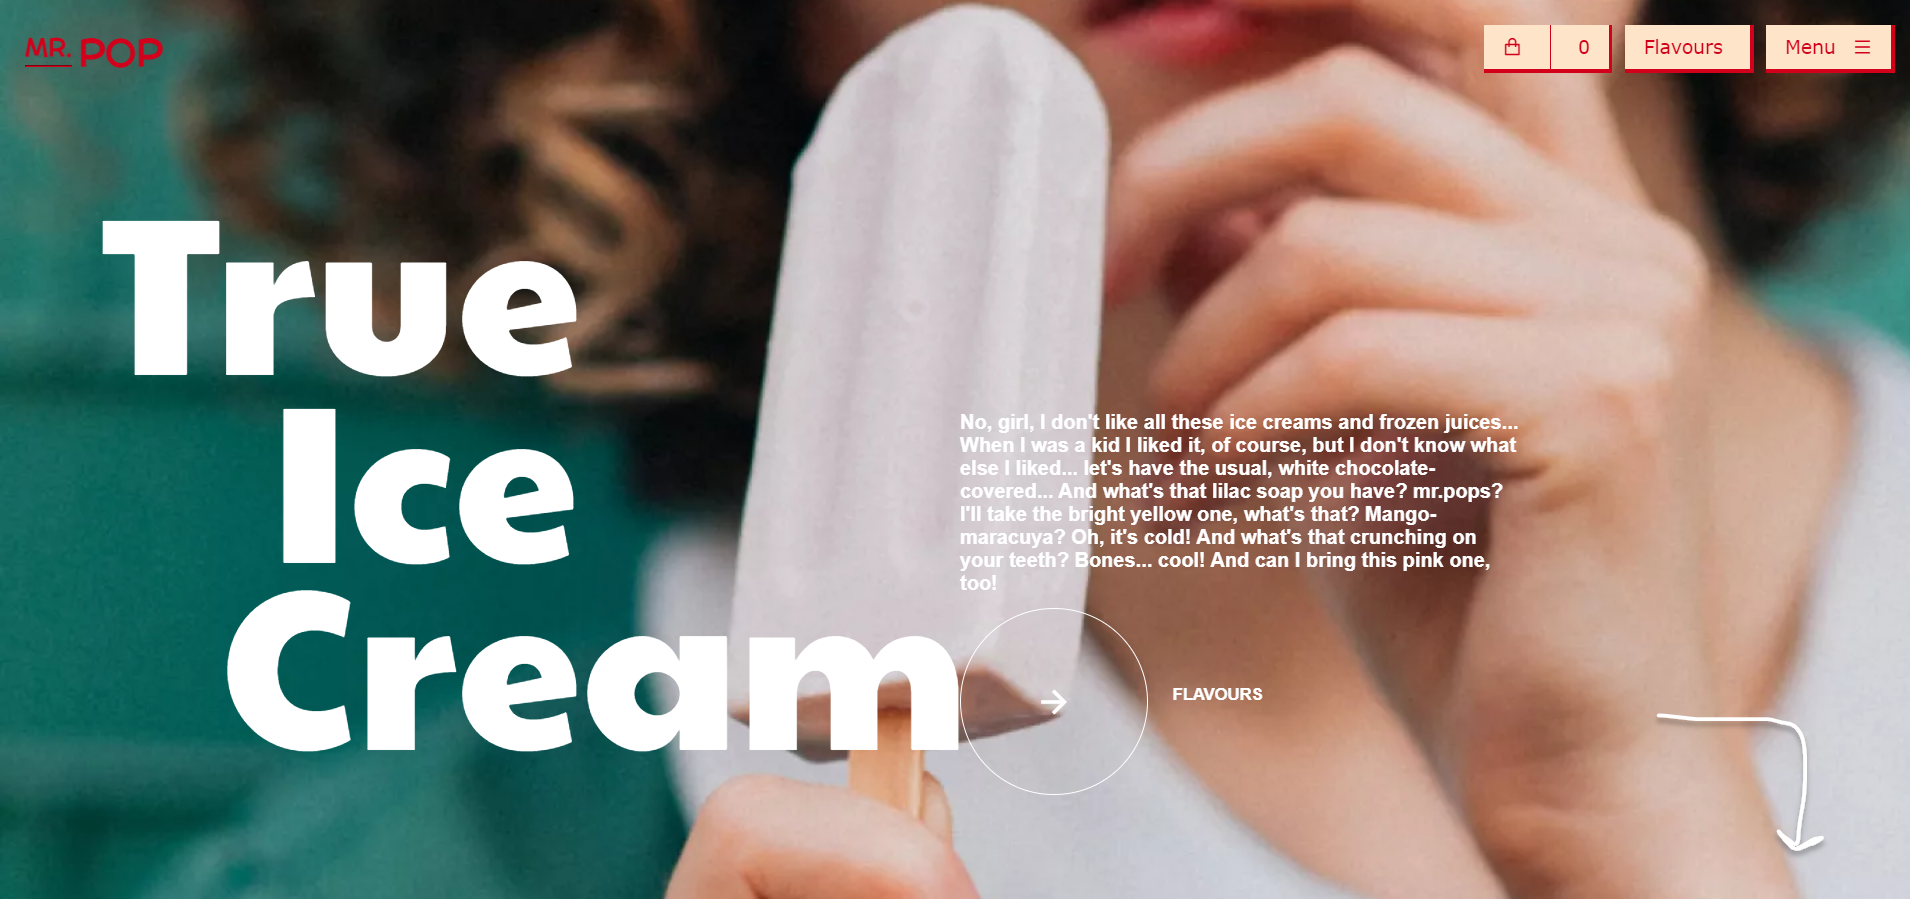 MR. POP
0
Flavours
Menu
True
Ice
Cream
No, girl, I don't like all these ice creams and frozen juices...
When I was a kid I liked it, of course, but I don't know what
else I liked... let's have the usual, white chocolate-
covered... And what's that lilac soap you have? mr.pops?
I'll take the bright yellow one, what's that? Mango-
maracuya? Oh, it's cold! And what's that crunching on
your teeth? Bones... cool! And can I bring this pink one,
too!
FLAVOURS